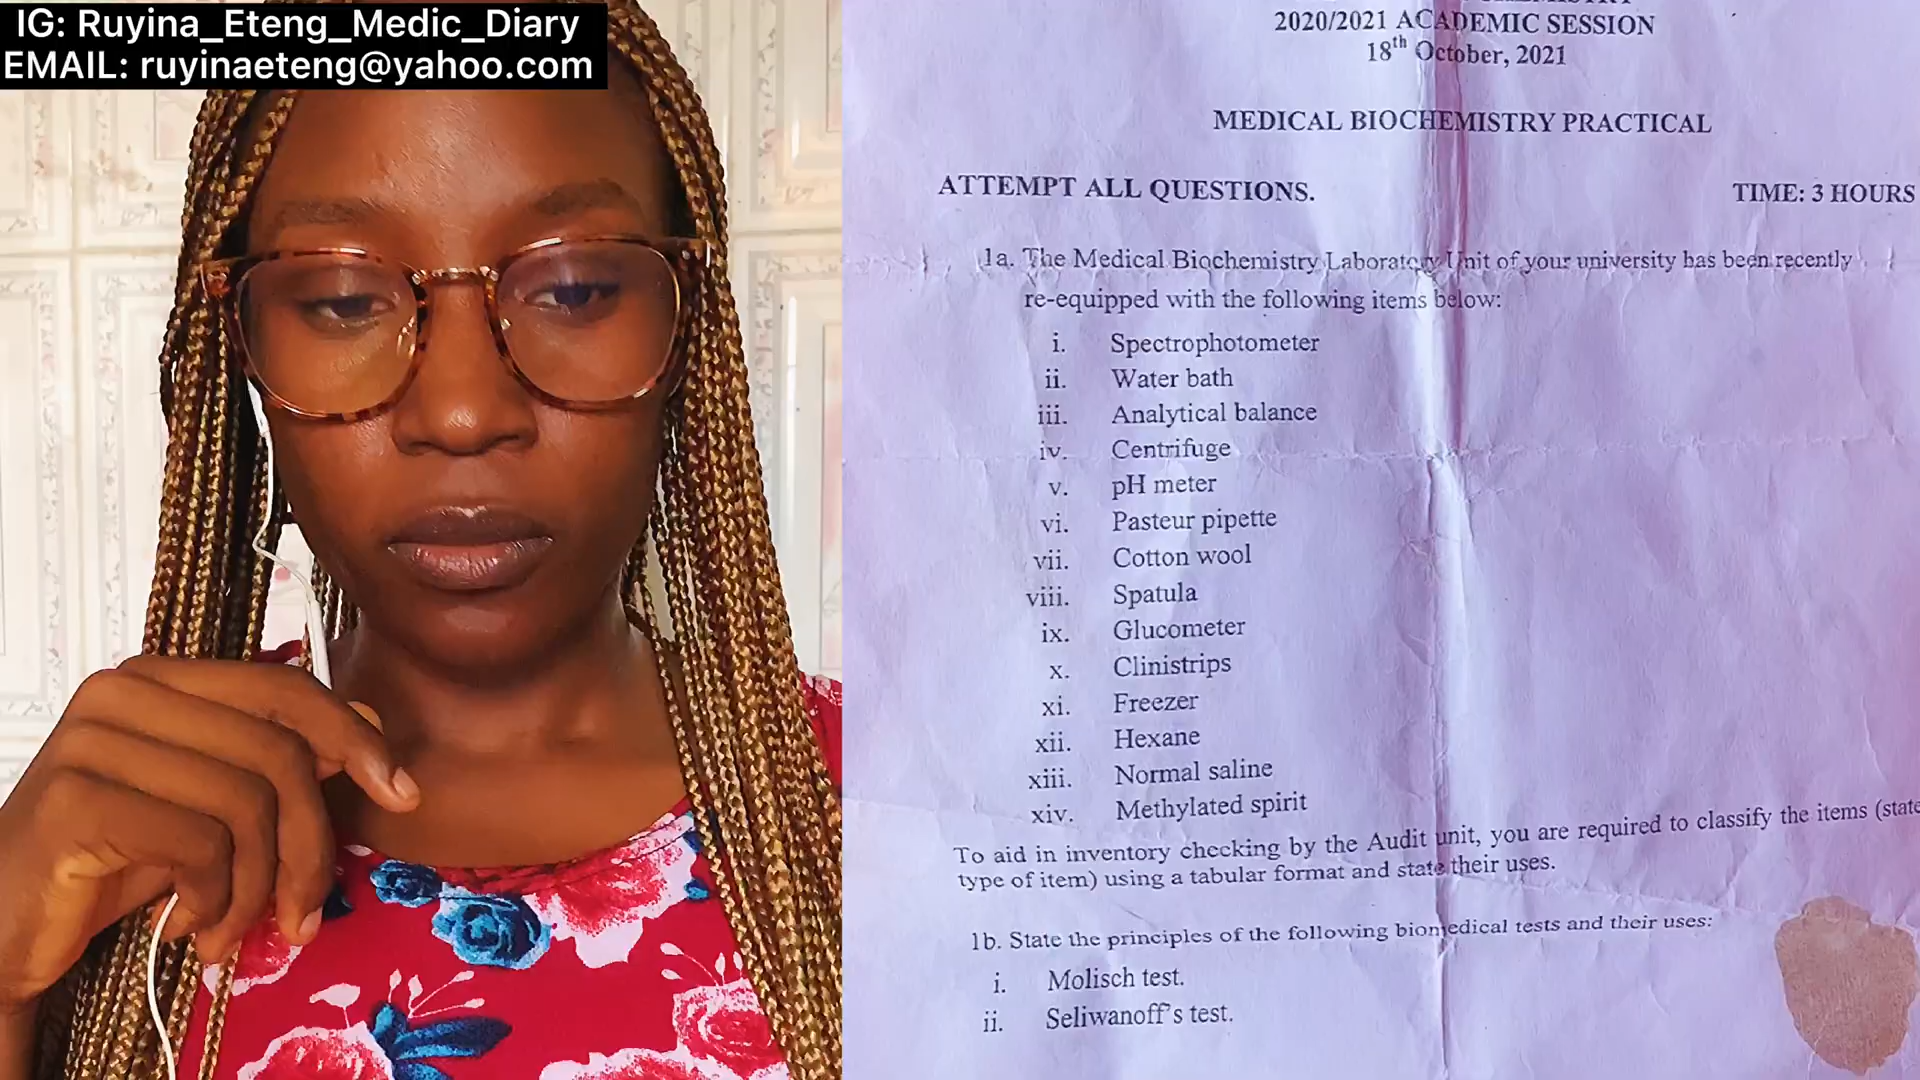 IG: Ruyina_Eteng_Medic_Diary
EMAIL: ruyinaeteng@yahoo.com
2020/2021 ACADEMIC SESSION
18th October, 2021
MEDICAL BIOCHEMISTRY PRACTICAL
ATTEMPT ALL QUESTIONS. TIME: 3 HOURS
1a. The Medical Biochemistry Laboratory Unit of your university has been recently
re-equipped with the following items below:
i. Spectrophotometer
ii. Water bath
iii. Analytical balance
iv. Centrifuge
v. pH meter
vi. Pasteur pipette
vii. Cotton wool
viii. Spatula
ix. Glucometer
x. Clinistrips
xi. Freezer
xii. Hexane
xiii. Normal saline
xiv. Methylated spirit
To aid in inventory checking by the Audit unit, you are required to classify the items (state
type of item) using a tabular format and state their uses.
1b. State the principles of the following biomedical tests and their uses:
i. Molisch test.
ii. Seliwanoff's test.